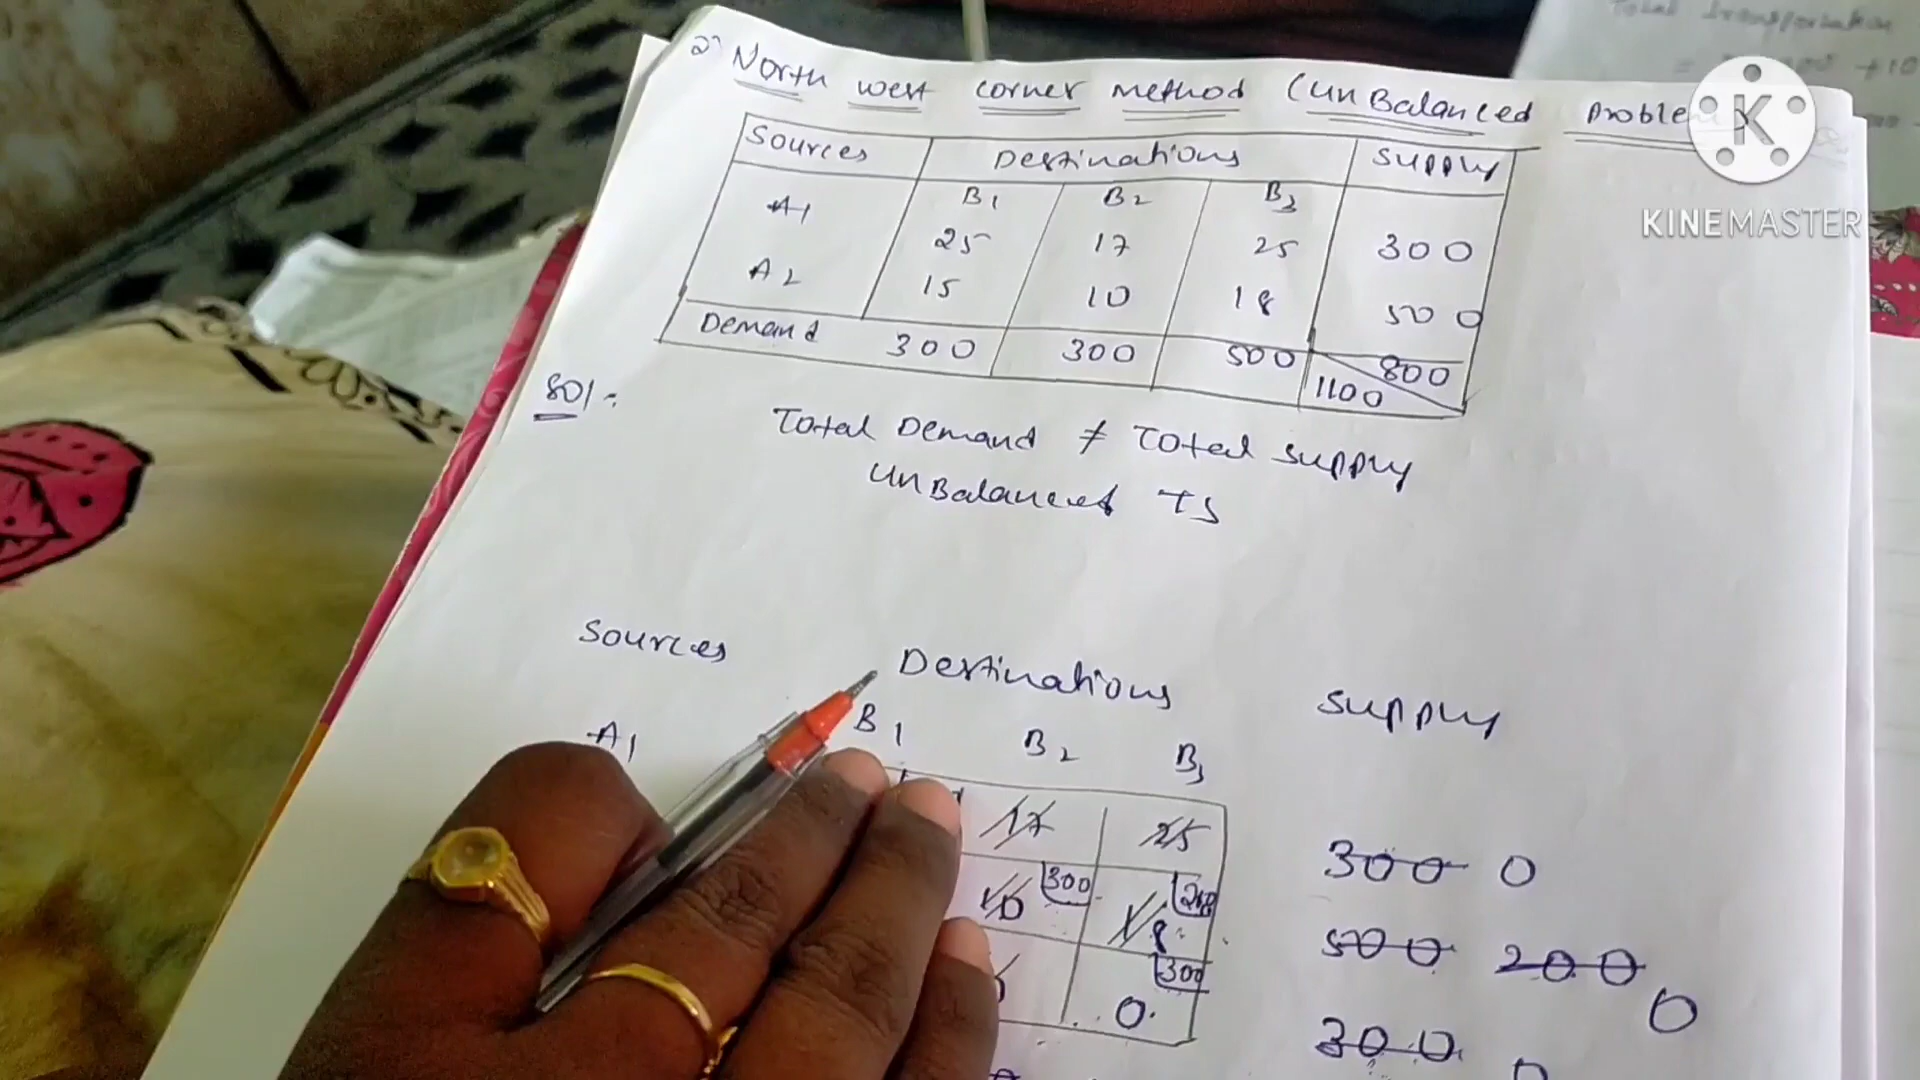 2) North west corner method (UnBalanced Problem)
Sources Destinations Supply
B1 B2 B3
A1 25 17 25 300
A2 15 10 18 500
Demand 300 300 500 800
1100
Sol:-
Total Demand ≠ Total Supply
UnBalanced TS
Sources Destinations Supply
A1 B1 B2 B3
17 25 300 0
10 300 18 200 500 200 0
0 300 300 0
K
KINEMASTER
Total Transportation